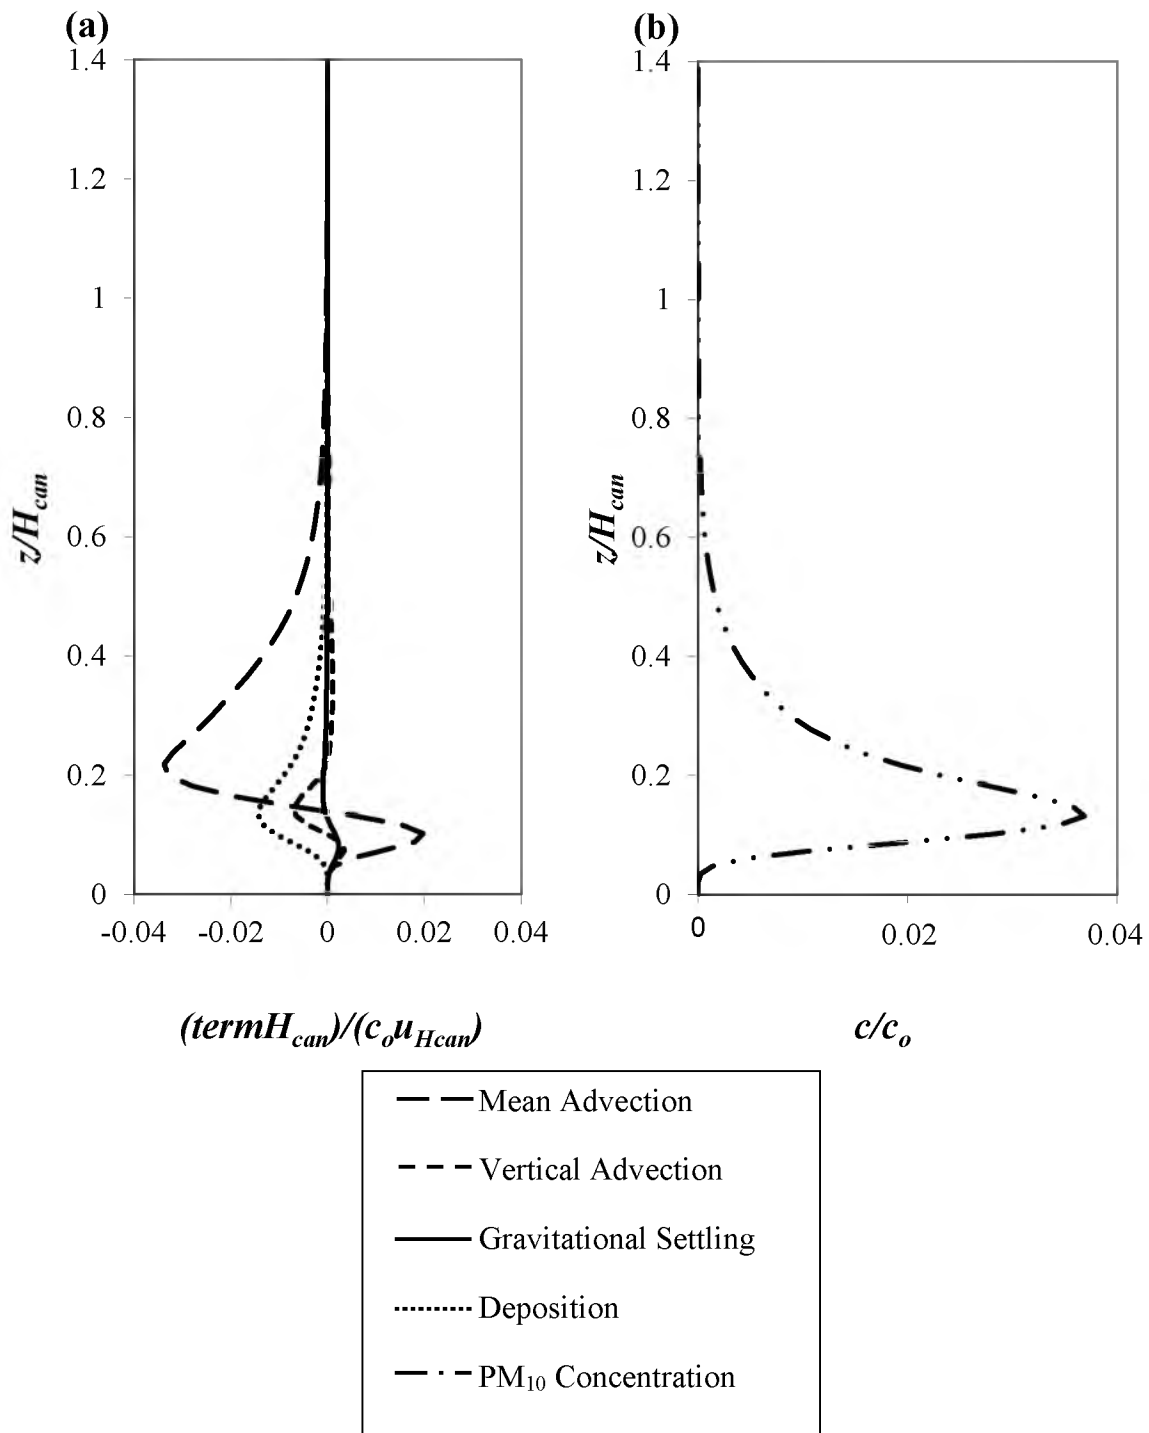 (a)
(b)
1.4
1.2
1
0.8
0.6
0.4
0.2
0
z/Hcan
-0.04 -0.02 0 0.02 0.04
(termHcan)/(couHcan)
1.4
1.2
1
0.8
0.6
0.4
0.2
0
z/Hcan
0 0.02 0.04
c/co
Mean Advection
Vertical Advection
Gravitational Settling
Deposition
PM10 Concentration